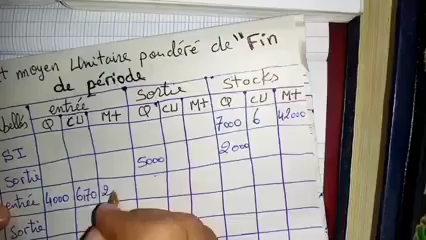 t moyen Unitaire pondéré de "Fin
de période
entrée Sortie Stocks
Q CU Mt Q CU Mt Q CU Mt
SI 7000 6 42000
Sortie 5000 2000
entrée 4000 6,70 2
Sortie